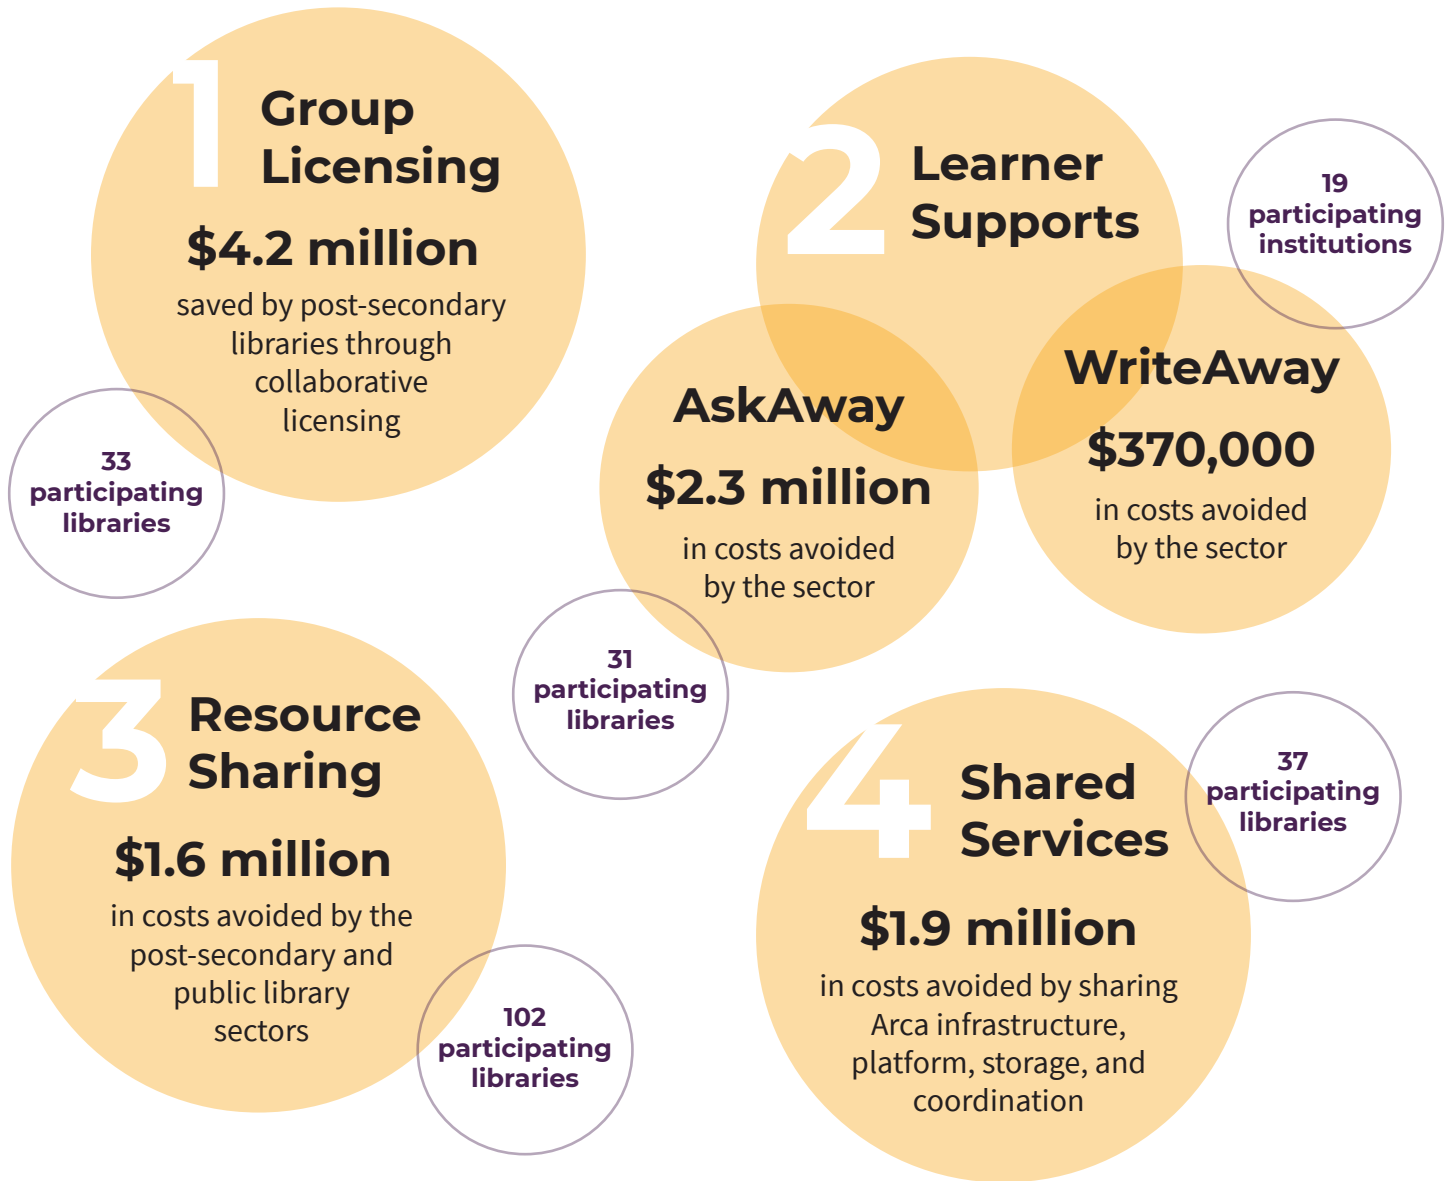 1
Group
Licensing
$4.2 million
saved by post-secondary
libraries through
collaborative
licensing
33
participating
libraries
2
Learner
Supports
AskAway
$2.3 million
in costs avoided
by the sector
31
participating
libraries
WriteAway
$370,000
in costs avoided
by the sector
19
participating
institutions
3
Resource
Sharing
$1.6 million
in costs avoided by the
post-secondary and
public library
sectors
102
participating
libraries
4
Shared
Services
$1.9 million
in costs avoided by sharing
Arca infrastructure,
platform, storage, and
coordination
37
participating
libraries